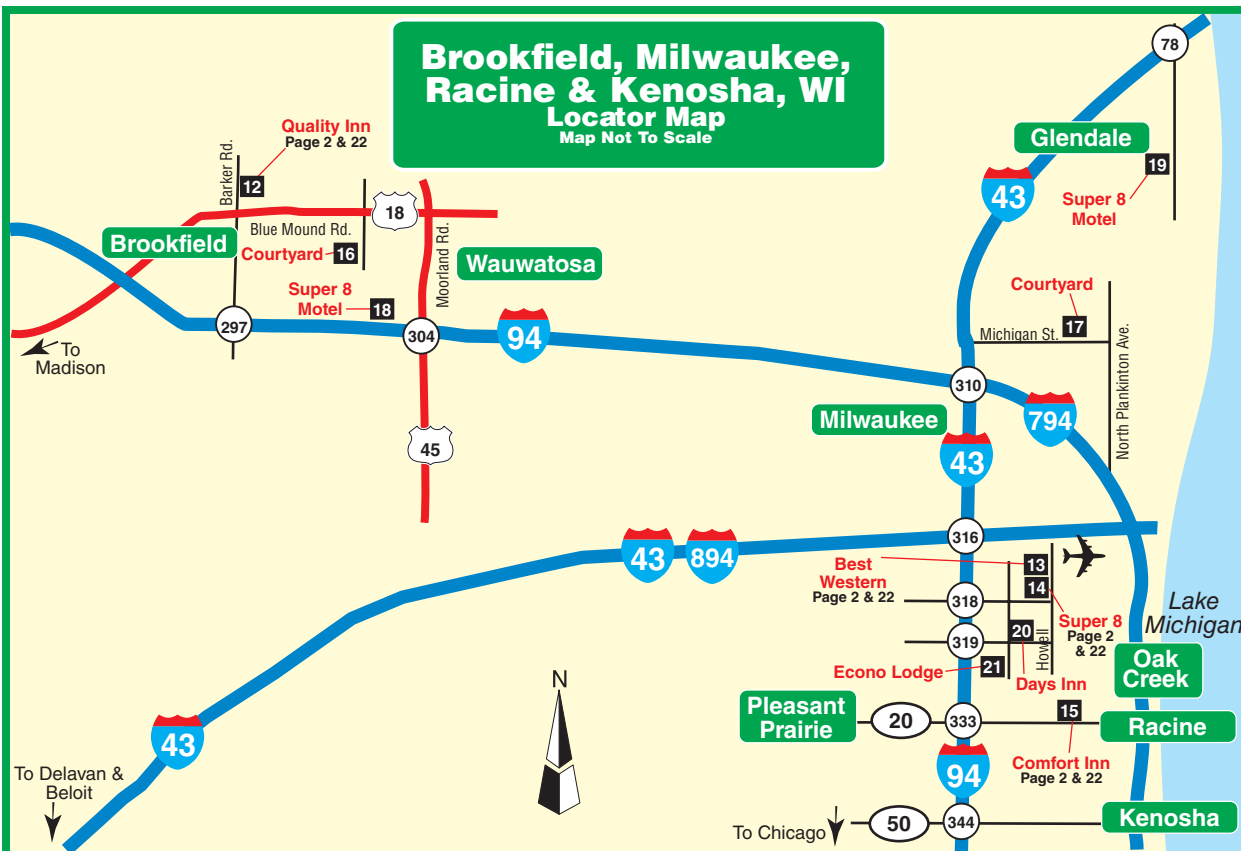 Brookfield, Milwaukee,
Racine & Kenosha, WI
Locator Map
Map Not To Scale
78
Glendale
19
Super 8
Motel
43
Quality Inn
Page 2 & 22
Barker Rd.
12
18
Blue Mound Rd.
Brookfield
Courtyard
16
Moorland Rd.
Wauwatosa
Super 8
Motel
18
297
304
94
To
Madison
45
Courtyard
17
Michigan St.
North Plankinton Ave.
310
794
Milwaukee
43
316
43
894
Best
Western
Page 2 & 22
13
14
318
Super 8
Page 2
& 22
Lake
Michigan
319
20
Howell
21
Econo Lodge
Days Inn
Oak
Creek
Pleasant
Prairie
20
333
15
Racine
Comfort Inn
Page 2 & 22
94
N
43
To Delavan &
Beloit
To Chicago
50
344
Kenosha